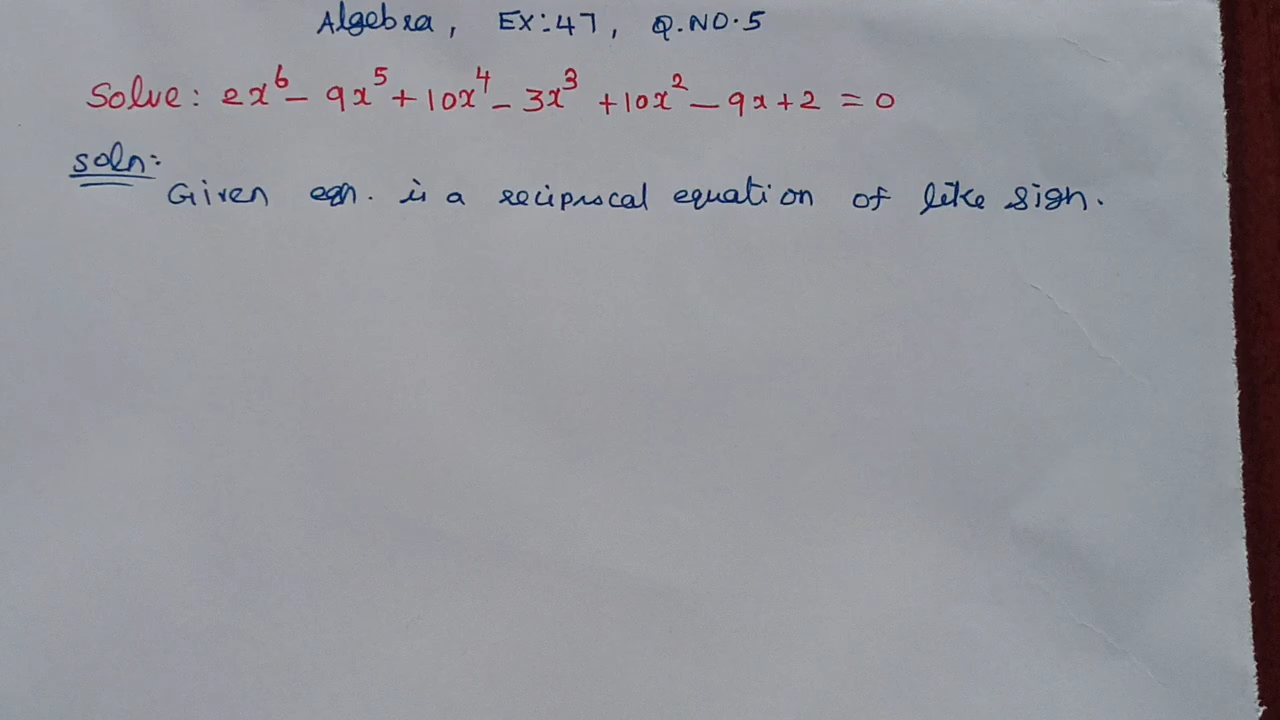 Algebra, EX:47, Q.NO.5
Solve: 2x⁶ - 9x⁵ + 10x⁴ - 3x³ + 10x² - 9x + 2 = 0
Soln:
Given eqn. is a reciprocal equation of like sign.